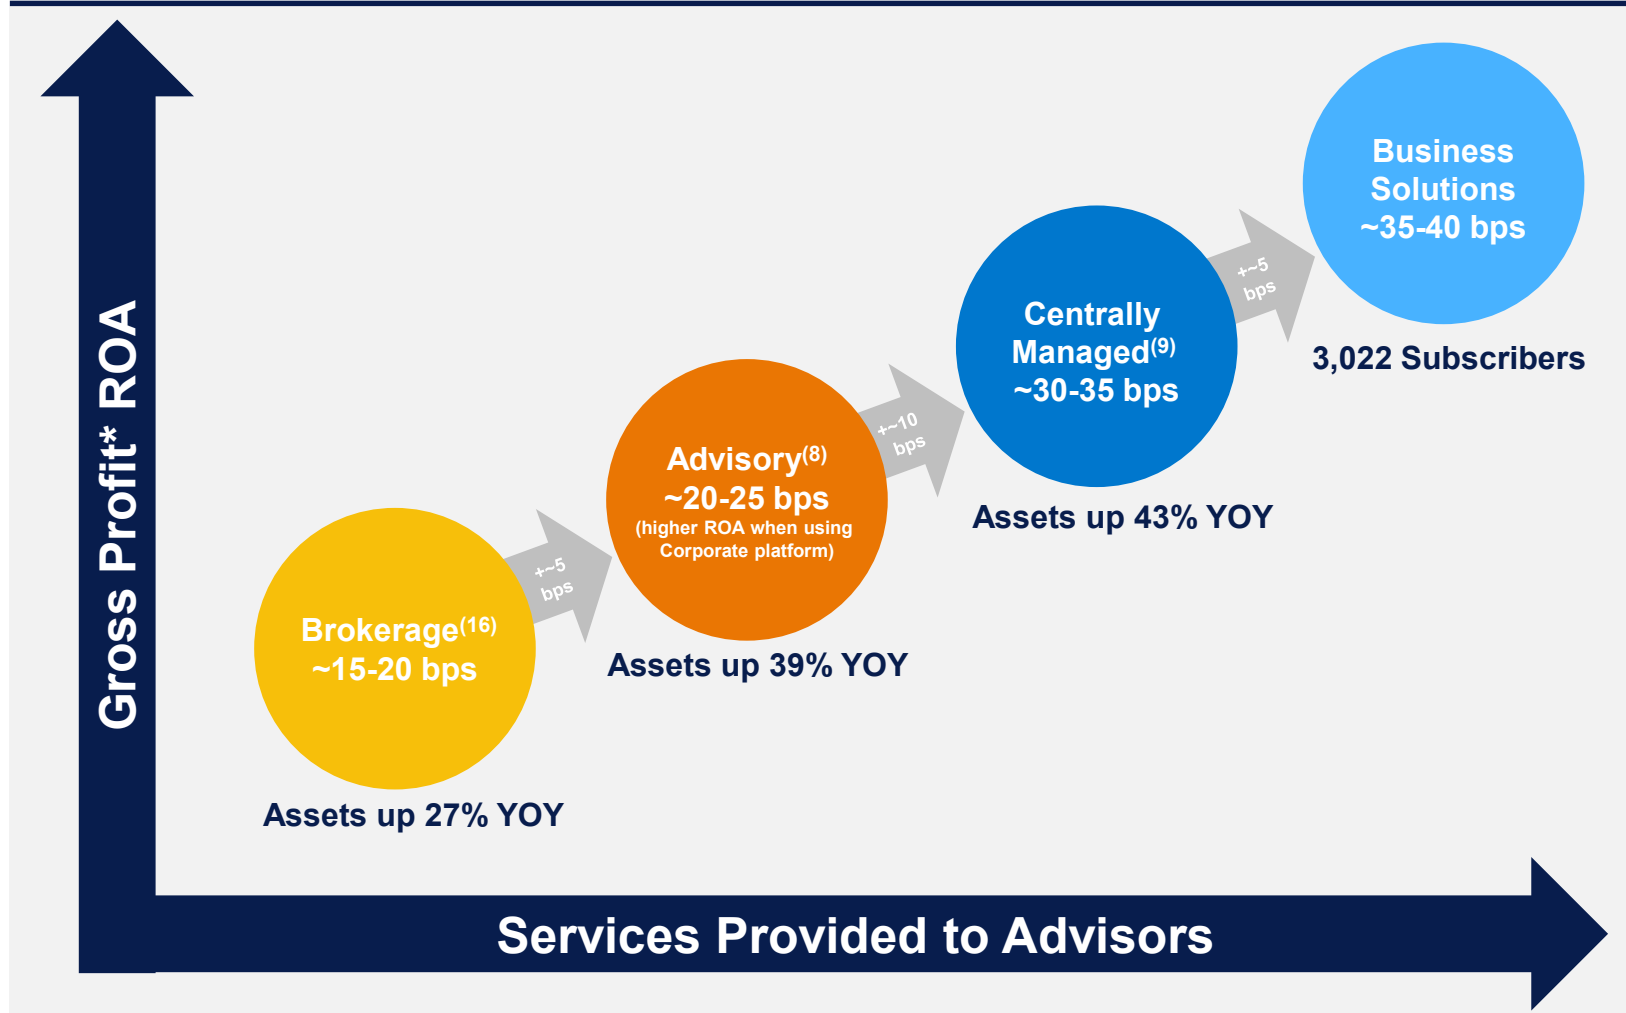 Gross Profit* ROA
Business
Solutions
~35-40 bps
3,022 Subscribers
+~5
bps
Centrally
Managed(9)
~30-35 bps
Assets up 43% YOY
+~10
bps
Advisory(8)
~20-25 bps
(higher ROA when using
Corporate platform)
Assets up 39% YOY
+~5
bps
Brokerage(16)
~15-20 bps
Assets up 27% YOY
Services Provided to Advisors